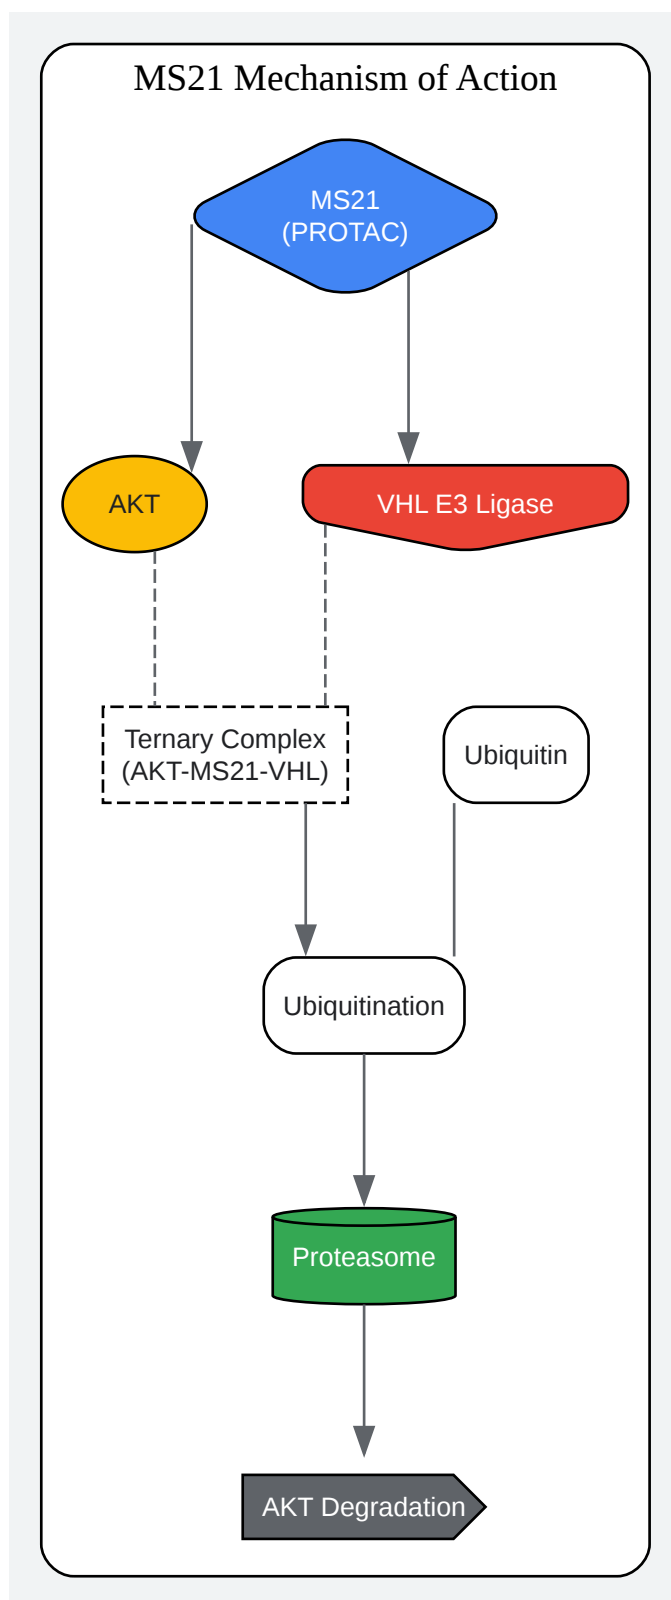 MS21 Mechanism of Action
MS21
(PROTAC)
AKT
VHL E3 Ligase
Ternary Complex
(AKT-MS21-VHL)
Ubiquitin
Ubiquitination
Proteasome
AKT Degradation